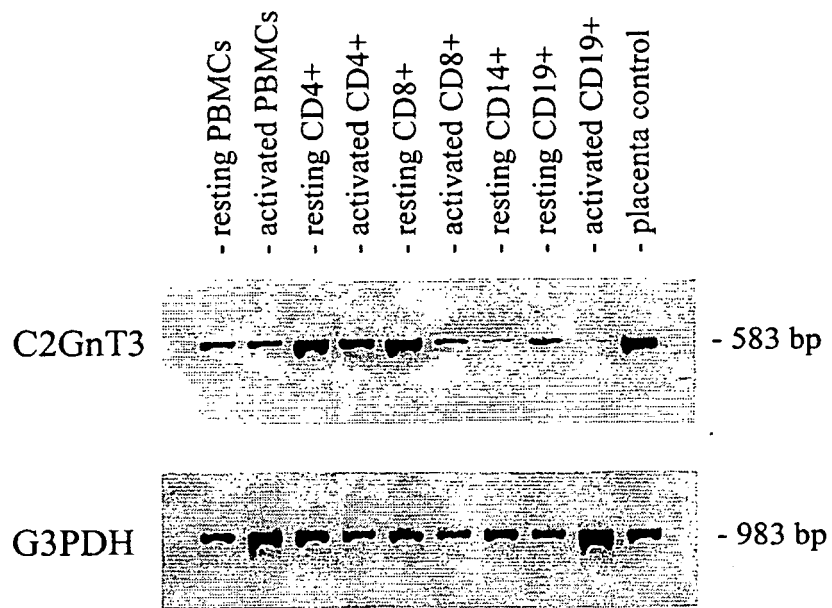 - resting PBMCs
- activated PBMCs
- resting CD4+
- activated CD4+
- resting CD8+
- activated CD8+
- resting CD14+
- resting CD19+
- activated CD19+
- placenta control
C2GnT3
- 583 bp
G3PDH
- 983 bp